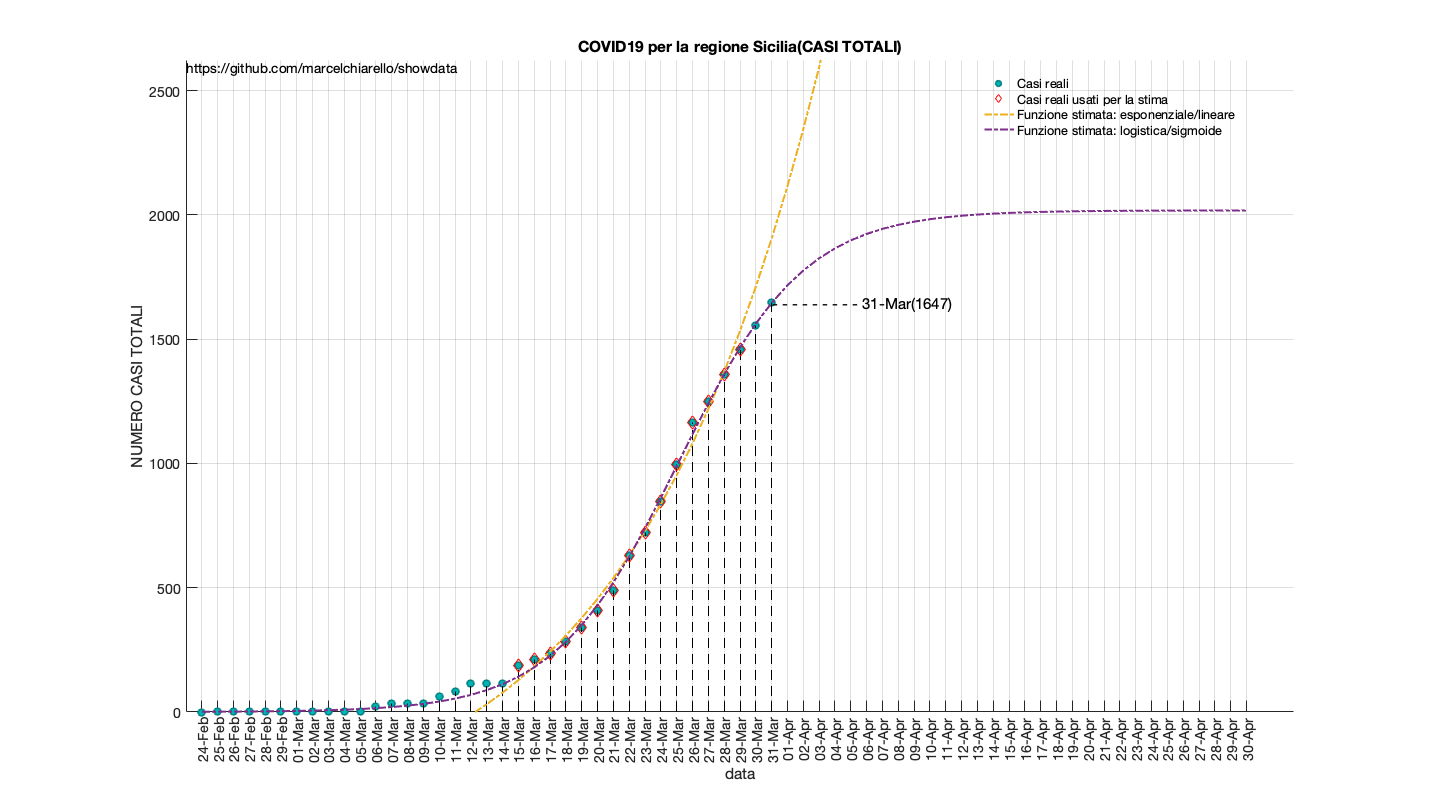 COVID19 per la regione Sicilia(CASI TOTALI)
https://github.com/marcelchiarello/showdata
Casi reali
Casi reali usati per la stima
Funzione stimata: esponenziale/lineare
Funzione stimata: logistica/sigmoide
NUMERO CASI TOTALI
2500
2000
1500
1000
500
0
31-Mar(1647)
24-Feb
25-Feb
26-Feb
27-Feb
28-Feb
29-Feb
01-Mar
02-Mar
03-Mar
04-Mar
05-Mar
06-Mar
07-Mar
08-Mar
09-Mar
10-Mar
11-Mar
12-Mar
13-Mar
14-Mar
15-Mar
16-Mar
17-Mar
18-Mar
19-Mar
20-Mar
21-Mar
22-Mar
23-Mar
24-Mar
25-Mar
26-Mar
27-Mar
28-Mar
29-Mar
30-Mar
31-Mar
01-Apr
02-Apr
03-Apr
04-Apr
05-Apr
06-Apr
07-Apr
08-Apr
09-Apr
10-Apr
11-Apr
12-Apr
13-Apr
14-Apr
15-Apr
16-Apr
17-Apr
18-Apr
19-Apr
20-Apr
21-Apr
22-Apr
23-Apr
24-Apr
25-Apr
26-Apr
27-Apr
28-Apr
29-Apr
30-Apr
data